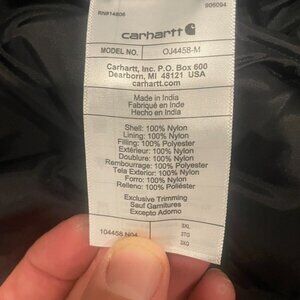 RN#14806 906094
carhartt
MODEL NO. OJ4458-M
Carhartt, Inc. P.O. Box 600
Dearborn, MI 48121 USA
carhartt.com
Made in India
Fabriqué en Inde
Hecho en India
Shell: 100% Nylon
Lining: 100% Nylon
Filling: 100% Polyester
Extérieur: 100% Nylon
Doublure: 100% Nylon
Rembourrage: 100% Polyester
Tela Exterior: 100% Nylon
Forro: 100% Nylon
Relleno: 100% Poliéster
Exclusive Trimming
Sauf Garnitures
Excepto Adorno
104458 N04